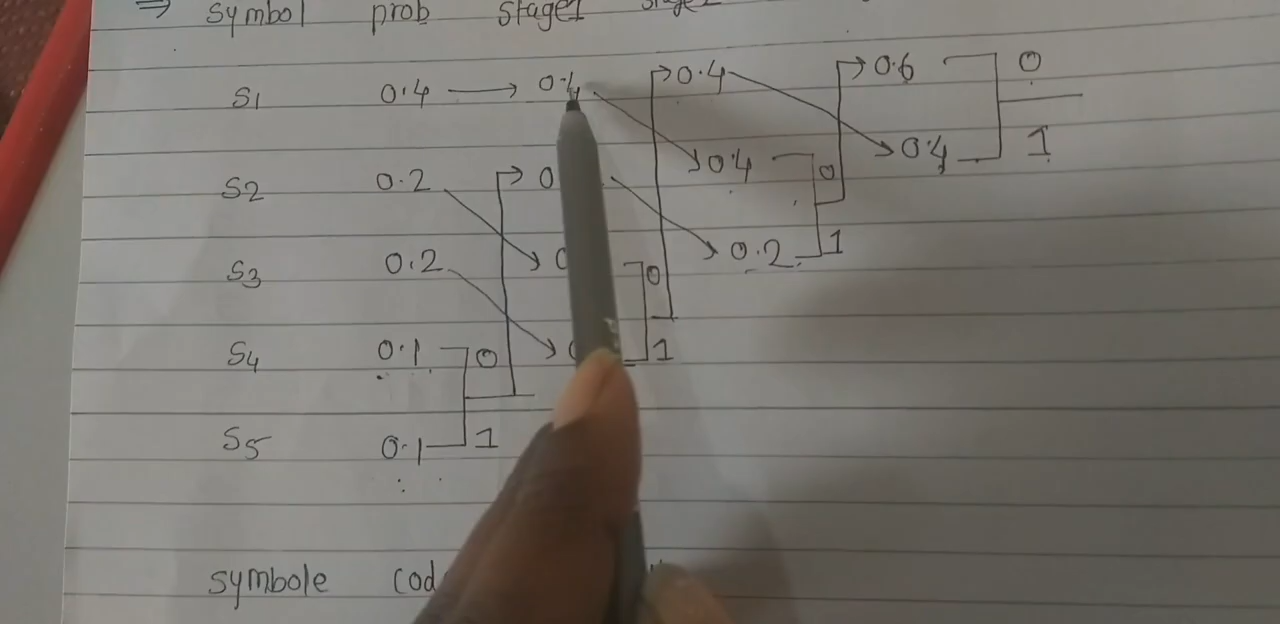 ⇒ symbol prob stage1
S1 0.4 → 0.4 0.4 0.6 0
0.4 0.4 1
S2 0.2 0
S3 0.2 0 0.2 1
S4 0.1 0 1
S5 0.1 1
symbole